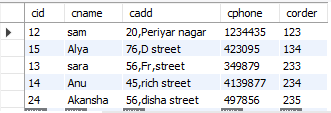 cid cname cadd cphone corder
12 sam 20,Periyar nagar 1234435 123
15 Alya 76,D street 423095 134
13 sara 56,Fr,street 349879 233
14 Anu 45,rich street 4139877 234
24 Akansha 56,disha street 497856 235